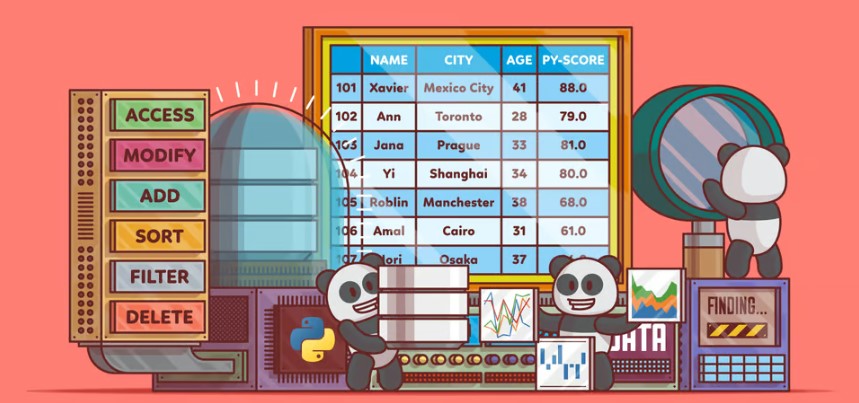 NAME CITY AGE PY-SCORE
101 Xavier Mexico City 41 88.0
102 Ann Toronto 28 79.0
103 Jana Prague 33 81.0
104 Yi Shanghai 34 80.0
105 Roblin Manchester 38 68.0
106 Amal Cairo 31 61.0
107 Nori Osaka 37
ACCESS
MODIFY
ADD
SORT
FILTER
DELETE
DATA
FINDING...